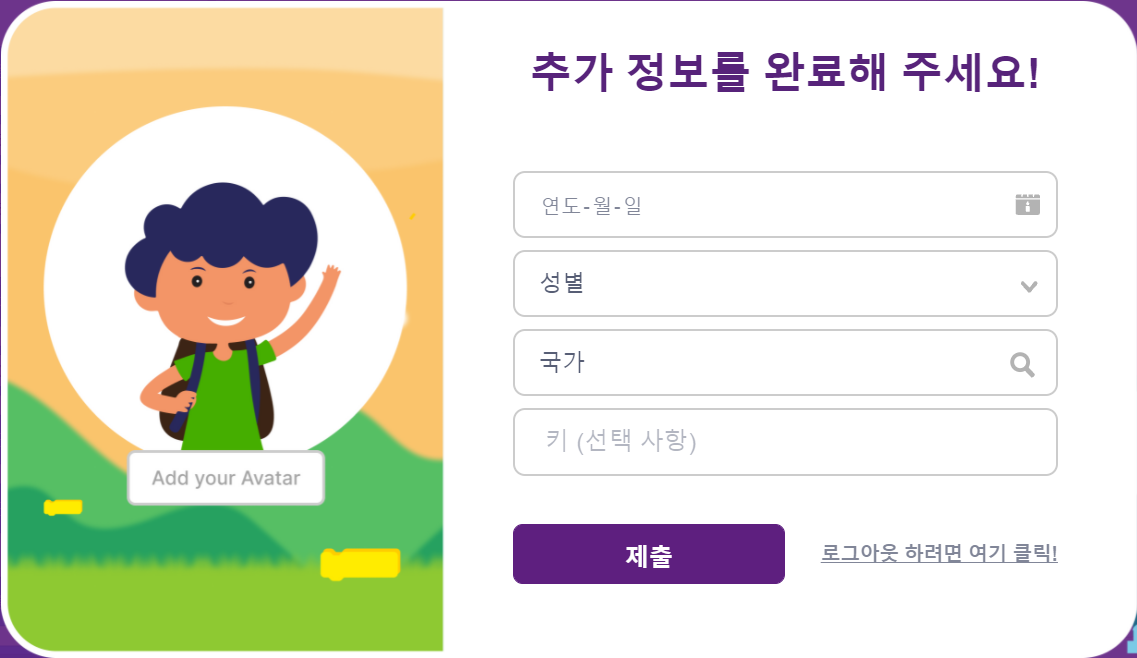 추가 정보를 완료해 주세요!
연도-월-일
성별
국가
키 (선택 사항)
Add your Avatar
제출
로그아웃 하려면 여기 클릭!